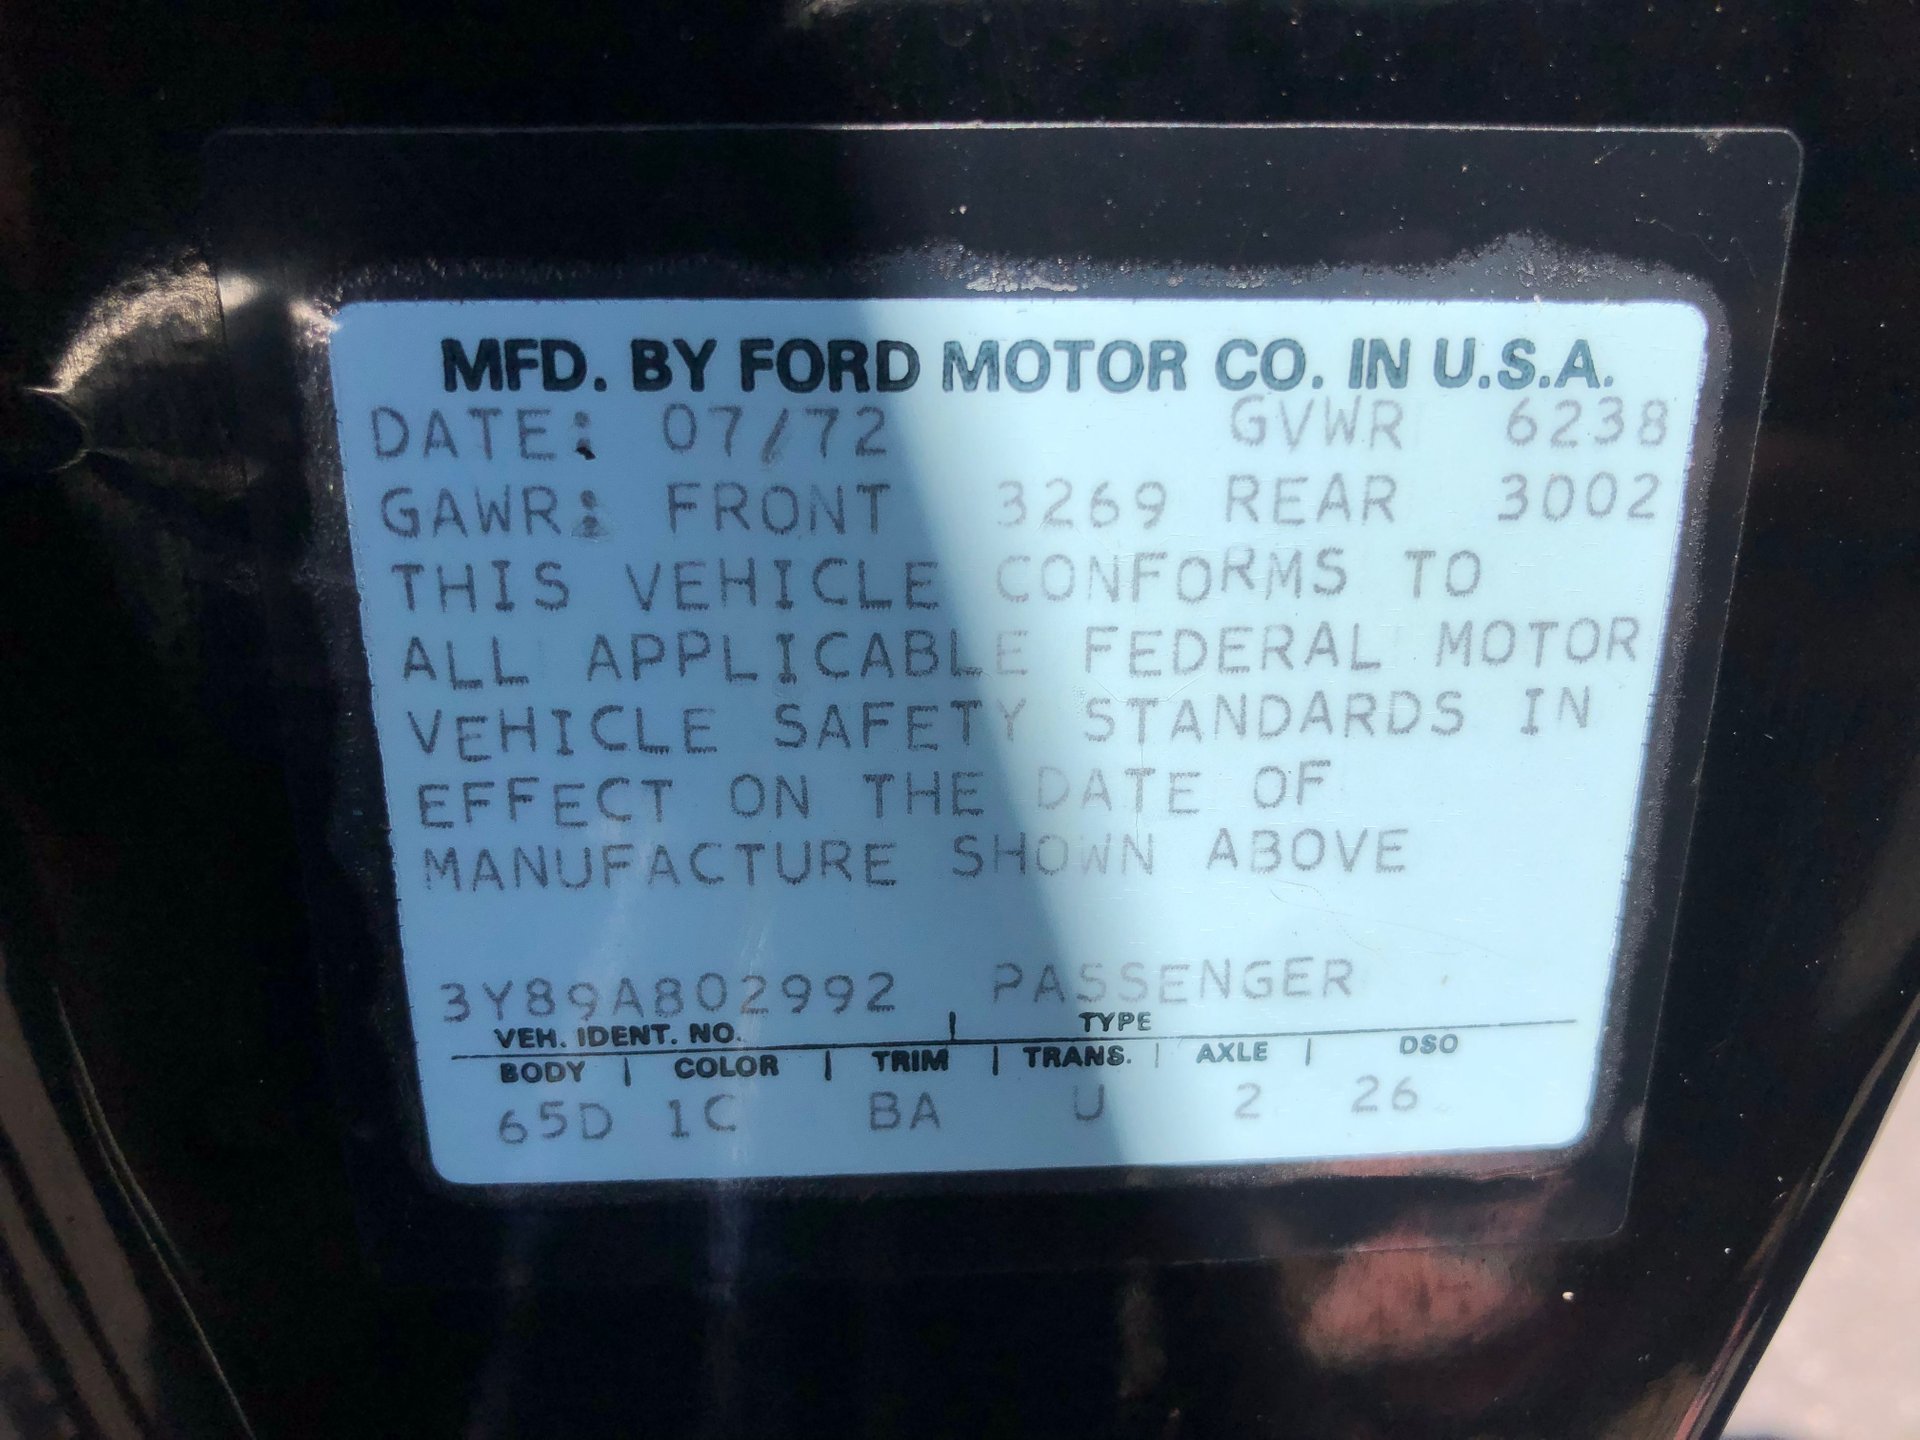 MFD. BY FORD MOTOR CO. IN U.S.A.
DATE: 07/72 GVWR 6238
GAWR: FRONT 3269 REAR 3002
THIS VEHICLE CONFORMS TO
ALL APPLICABLE FEDERAL MOTOR
VEHICLE SAFETY STANDARDS IN
EFFECT ON THE DATE OF
MANUFACTURE SHOWN ABOVE
3Y89A802992 PASSENGER
VEH. IDENT. NO. | TYPE
BODY | COLOR | TRIM | TRANS. | AXLE | DSO
65D 1C BA U 2 26